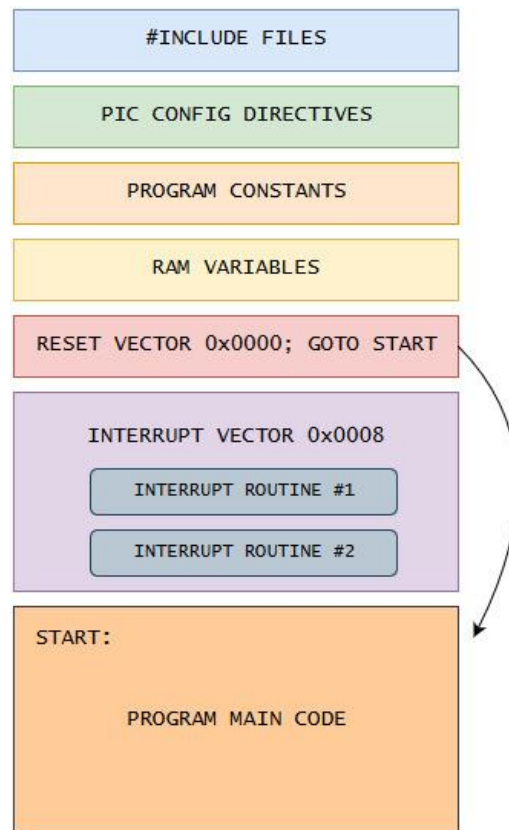 #INCLUDE FILES
PIC CONFIG DIRECTIVES
PROGRAM CONSTANTS
RAM VARIABLES
RESET VECTOR 0x0000; GOTO START
INTERRUPT VECTOR 0x0008
INTERRUPT ROUTINE #1
INTERRUPT ROUTINE #2
START:
PROGRAM MAIN CODE